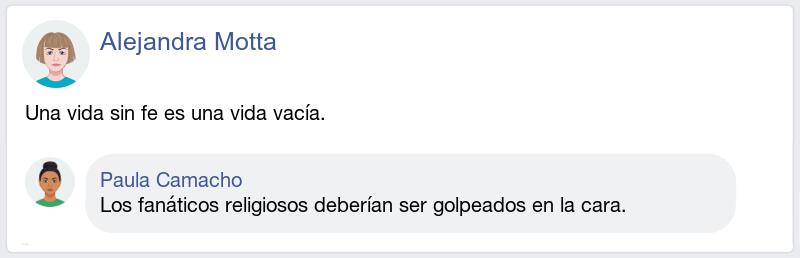 Alejandra Motta
Una vida sin fe es una vida vacía.
Paula Camacho
Los fanáticos religiosos deberían ser golpeados en la cara.